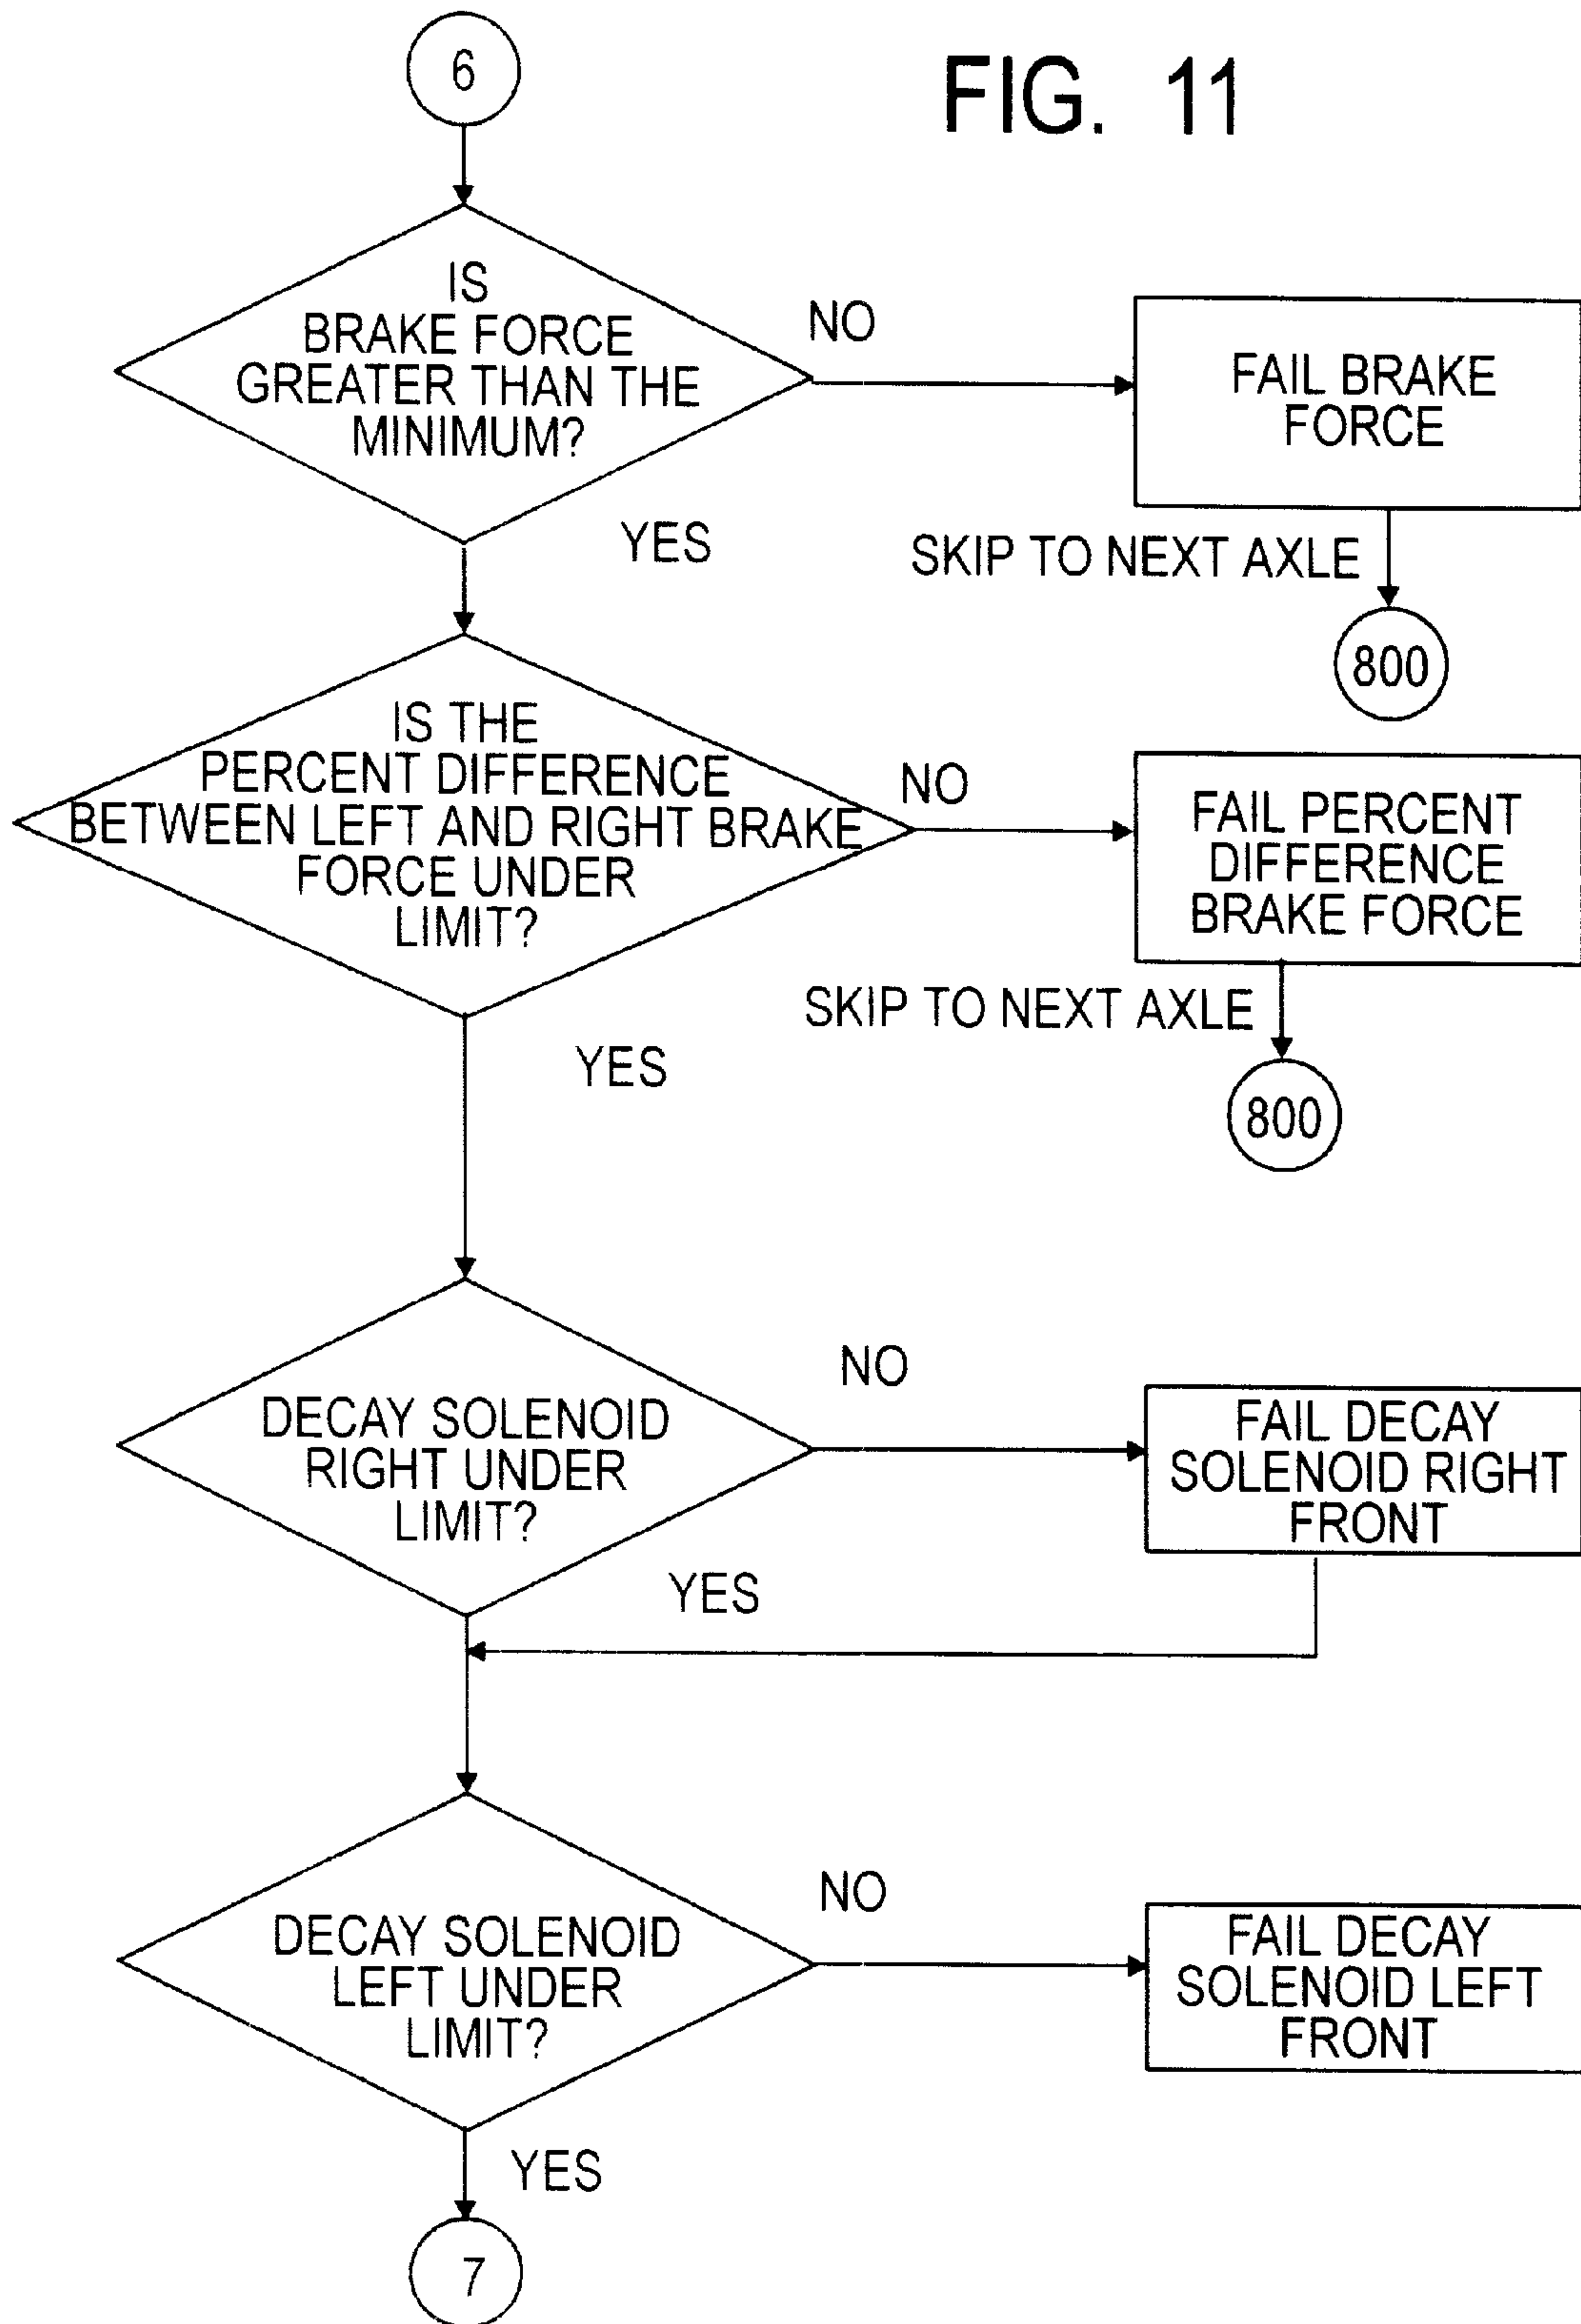 6
FIG. 11
IS
BRAKE FORCE
GREATER THAN THE
MINIMUM?
NO
FAIL BRAKE
FORCE
YES
SKIP TO NEXT AXLE
800
IS THE
PERCENT DIFFERENCE
BETWEEN LEFT AND RIGHT BRAKE
FORCE UNDER
LIMIT?
NO
FAIL PERCENT
DIFFERENCE
BRAKE FORCE
SKIP TO NEXT AXLE
YES
800
DECAY SOLENOID
RIGHT UNDER
LIMIT?
NO
FAIL DECAY
SOLENOID RIGHT
FRONT
YES
DECAY SOLENOID
LEFT UNDER
LIMIT?
NO
FAIL DECAY
SOLENOID LEFT
FRONT
YES
7